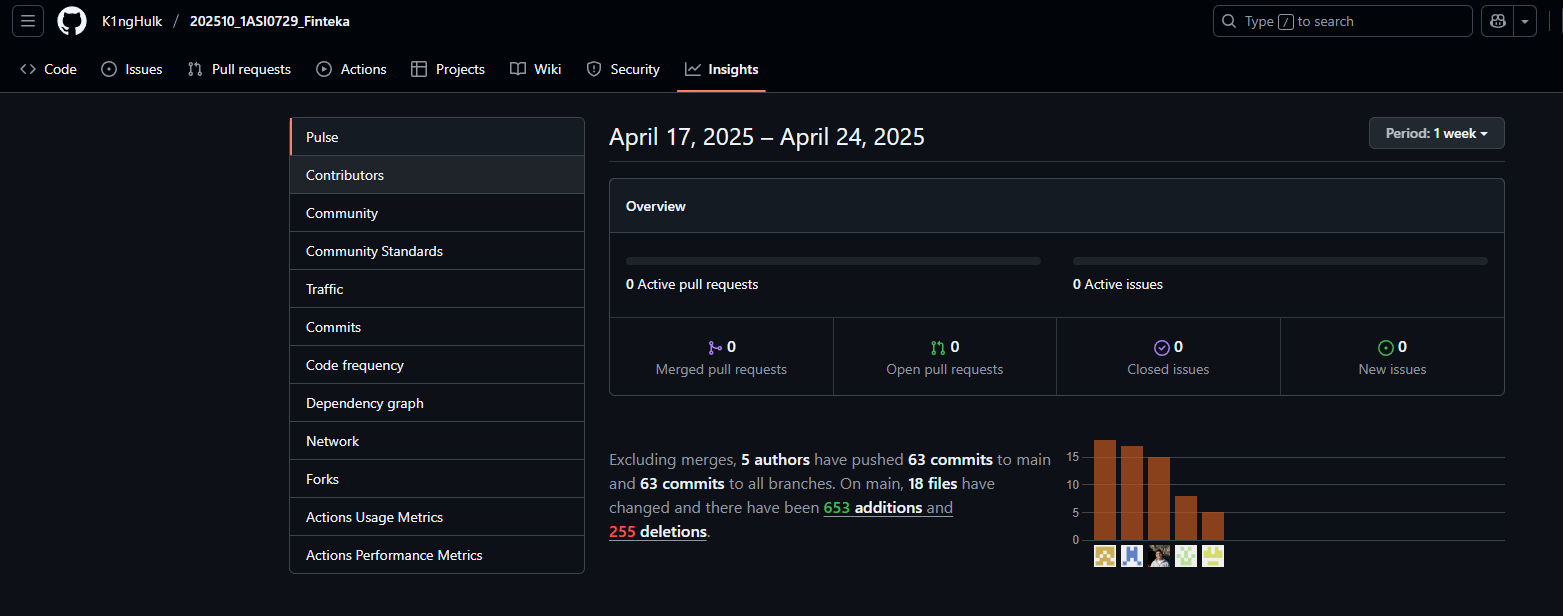 K1ngHulk / 202510_1ASI0729_Finteka
Type / to search
Code Issues Pull requests Actions Projects Wiki Security Insights
Pulse
Contributors
Community
Community Standards
Traffic
Commits
Code frequency
Dependency graph
Network
Forks
Actions Usage Metrics
Actions Performance Metrics
April 17, 2025 – April 24, 2025
Period: 1 week
Overview
0 Active pull requests
0 Active issues
0
Merged pull requests
0
Open pull requests
0
Closed issues
0
New issues
Excluding merges, 5 authors have pushed 63 commits to main
and 63 commits to all branches. On main, 18 files have
changed and there have been 653 additions and
255 deletions.
15
10
5
0